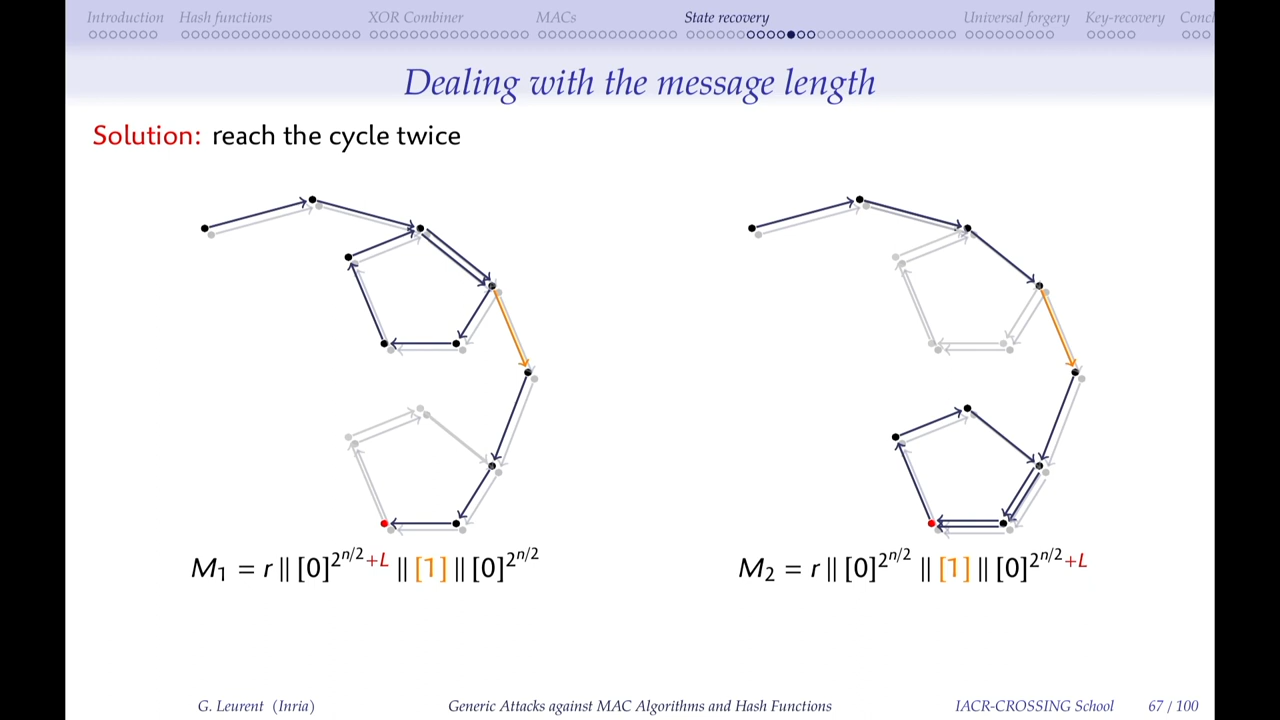 Introduction Hash functions XOR Combiner MACs State recovery Universal forgery Key-recovery
Dealing with the message length
Solution: reach the cycle twice
M₁ = r || [0]^{2^{n/2}+L} || [1] || [0]^{2^{n/2}}
M₂ = r || [0]^{2^{n/2}} || [1] || [0]^{2^{n/2}+L}
G. Leurent (Inria) Generic Attacks against MAC Algorithms and Hash Functions IACR-CROSSING School 67 / 100